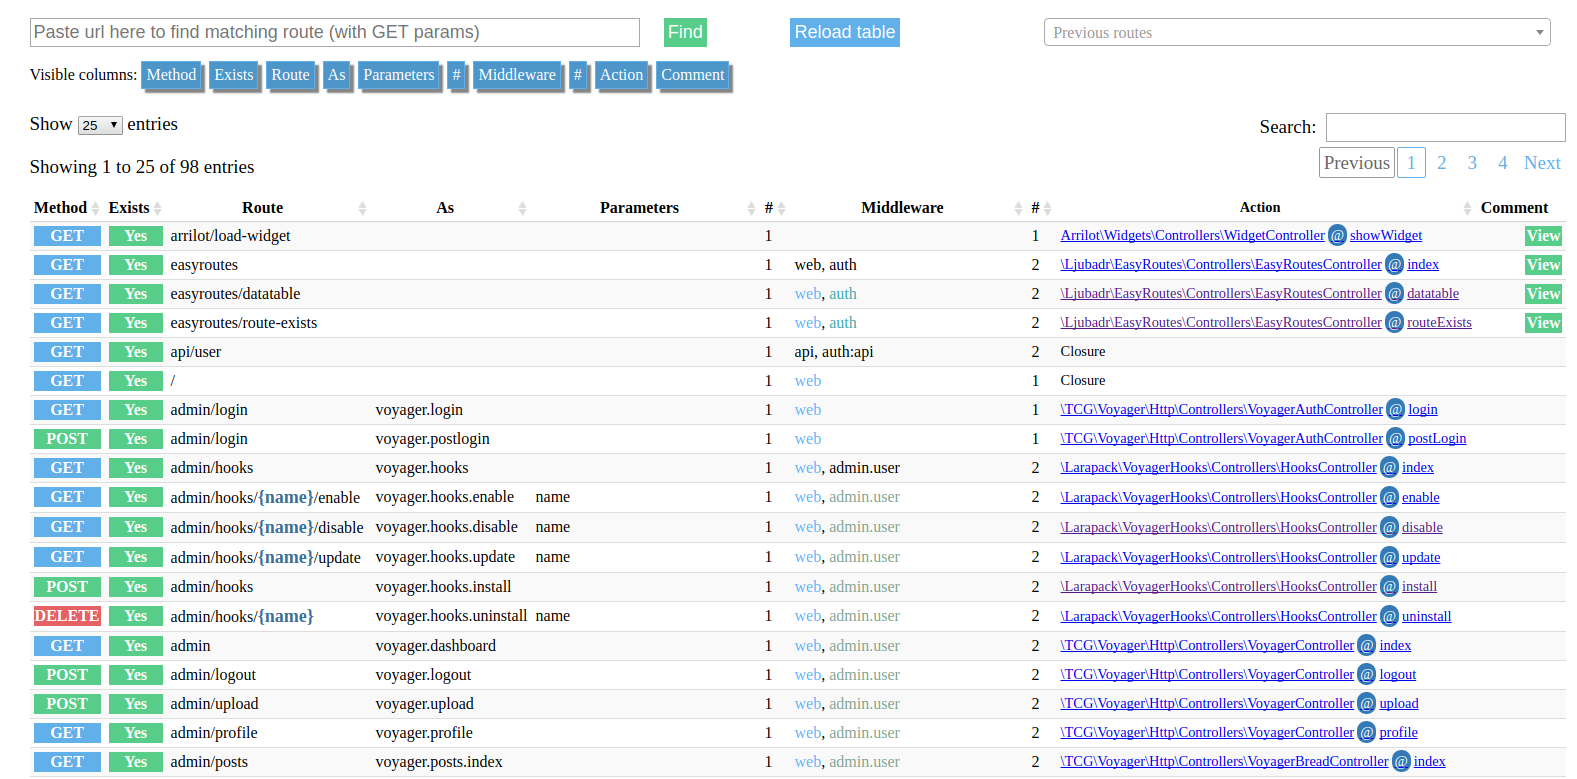 Paste url here to find matching route (with GET params) Find Reload table Previous routes
Visible columns: Method Exists Route As Parameters # Middleware # Action Comment
Show 25 entries Search:
Showing 1 to 25 of 98 entries Previous 1 2 3 4 Next
Method Exists Route As Parameters # Middleware # Action Comment
GET Yes arrilot/load-widget 1 1 Arrilot\Widgets\Controllers\WidgetController @ showWidget View
GET Yes easyroutes 1 web, auth 2 \Ljubadr\EasyRoutes\Controllers\EasyRoutesController @ index View
GET Yes easyroutes/datatable 1 web, auth 2 \Ljubadr\EasyRoutes\Controllers\EasyRoutesController @ datatable View
GET Yes easyroutes/route-exists 1 web, auth 2 \Ljubadr\EasyRoutes\Controllers\EasyRoutesController @ routeExists View
GET Yes api/user 1 api, auth:api 2 Closure
GET Yes / 1 web 1 Closure
GET Yes admin/login voyager.login 1 web 1 \TCG\Voyager\Http\Controllers\VoyagerAuthController @ login
POST Yes admin/login voyager.postlogin 1 web 1 \TCG\Voyager\Http\Controllers\VoyagerAuthController @ postLogin
GET Yes admin/hooks voyager.hooks 1 web, admin.user 2 \Larapack\VoyagerHooks\Controllers\HooksController @ index
GET Yes admin/hooks/{name}/enable voyager.hooks.enable name 1 web, admin.user 2 \Larapack\VoyagerHooks\Controllers\HooksController @ enable
GET Yes admin/hooks/{name}/disable voyager.hooks.disable name 1 web, admin.user 2 \Larapack\VoyagerHooks\Controllers\HooksController @ disable
GET Yes admin/hooks/{name}/update voyager.hooks.update name 1 web, admin.user 2 \Larapack\VoyagerHooks\Controllers\HooksController @ update
POST Yes admin/hooks voyager.hooks.install 1 web, admin.user 2 \Larapack\VoyagerHooks\Controllers\HooksController @ install
DELETE Yes admin/hooks/{name} voyager.hooks.uninstall name 1 web, admin.user 2 \Larapack\VoyagerHooks\Controllers\HooksController @ uninstall
GET Yes admin voyager.dashboard 1 web, admin.user 2 \TCG\Voyager\Http\Controllers\VoyagerController @ index
POST Yes admin/logout voyager.logout 1 web, admin.user 2 \TCG\Voyager\Http\Controllers\VoyagerController @ logout
POST Yes admin/upload voyager.upload 1 web, admin.user 2 \TCG\Voyager\Http\Controllers\VoyagerController @ upload
GET Yes admin/profile voyager.profile 1 web, admin.user 2 \TCG\Voyager\Http\Controllers\VoyagerController @ profile
GET Yes admin/posts voyager.posts.index 1 web, admin.user 2 \TCG\Voyager\Http\Controllers\VoyagerBreadController @ index